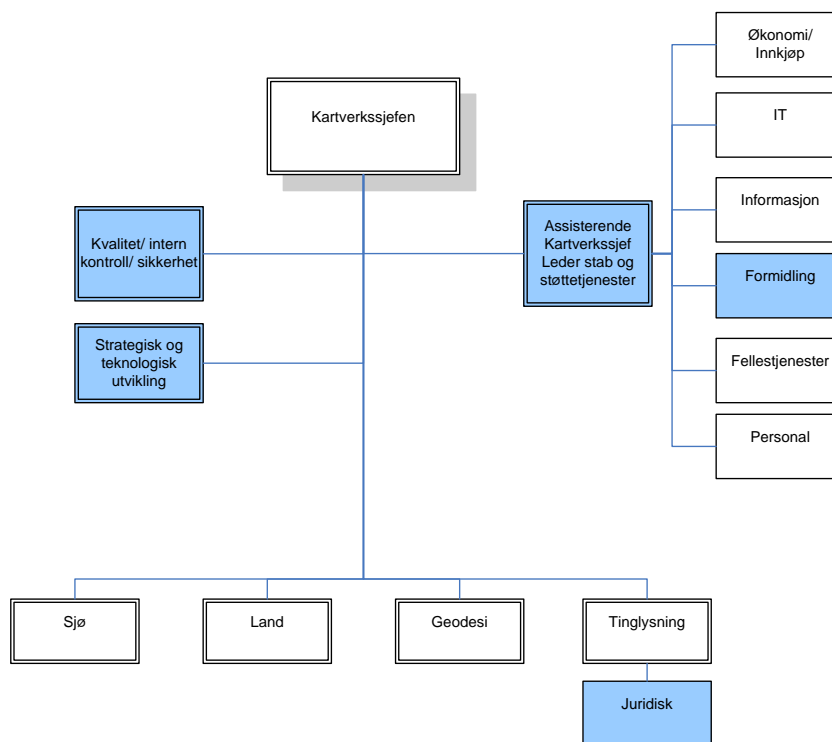 Økonomi/
Innkjøp
Kartverkssjefen
IT
Informasjon
Kvalitet/ intern
kontroll/ sikkerhet
Assisterende
Kartverkssjef
Leder stab og
støttetjenester
Formidling
Strategisk og
teknologisk
utvikling
Fellestjenester
Personal
Sjø
Land
Geodesi
Tinglysning
Juridisk